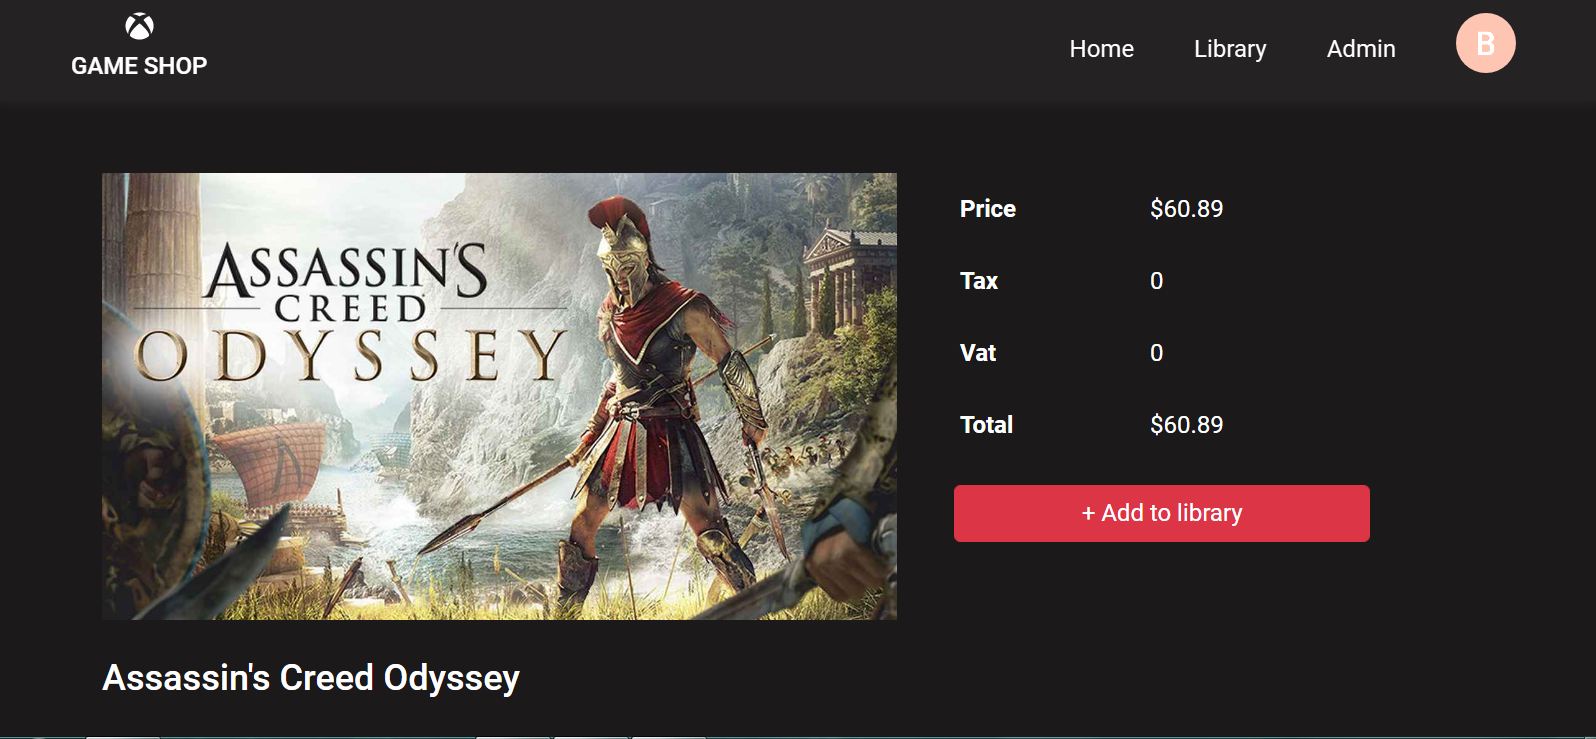 GAME SHOP
Home
Library
Admin
B
ASSASSIN'S
CREED
ODYSSEY
Price $60.89
Tax 0
Vat 0
Total $60.89
+ Add to library
Assassin's Creed Odyssey